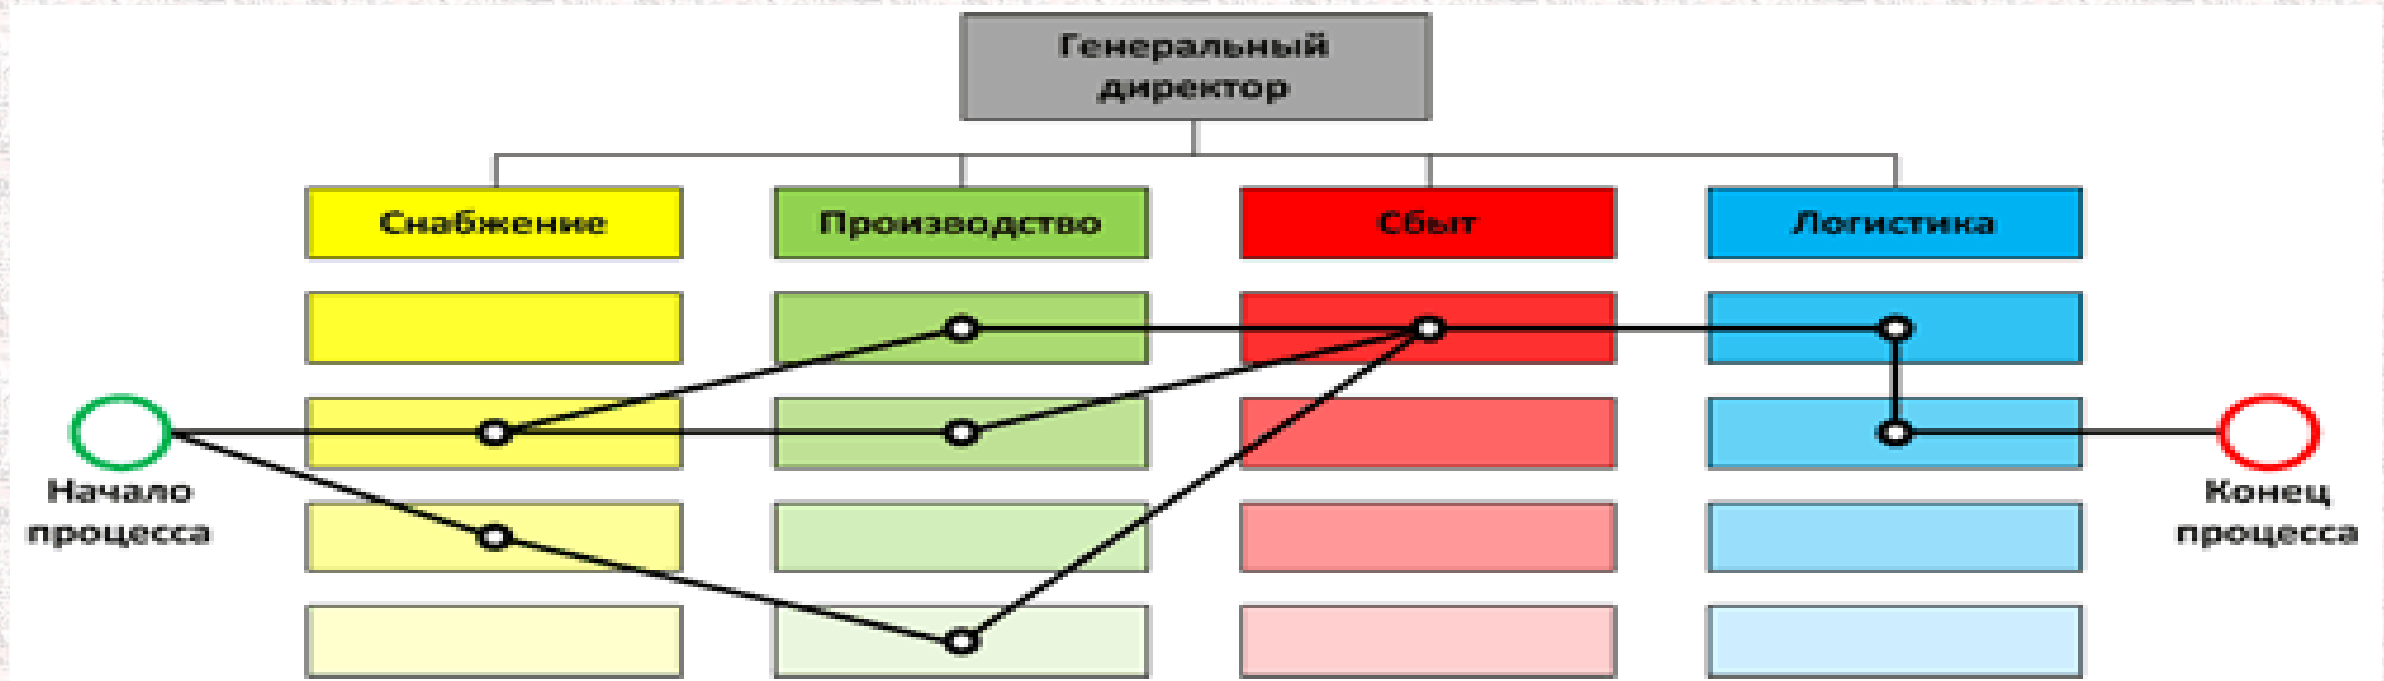 Генеральный
директор
Снабжение
Производство
Сбыт
Логистика
Начало
процесса
Конец
процесса